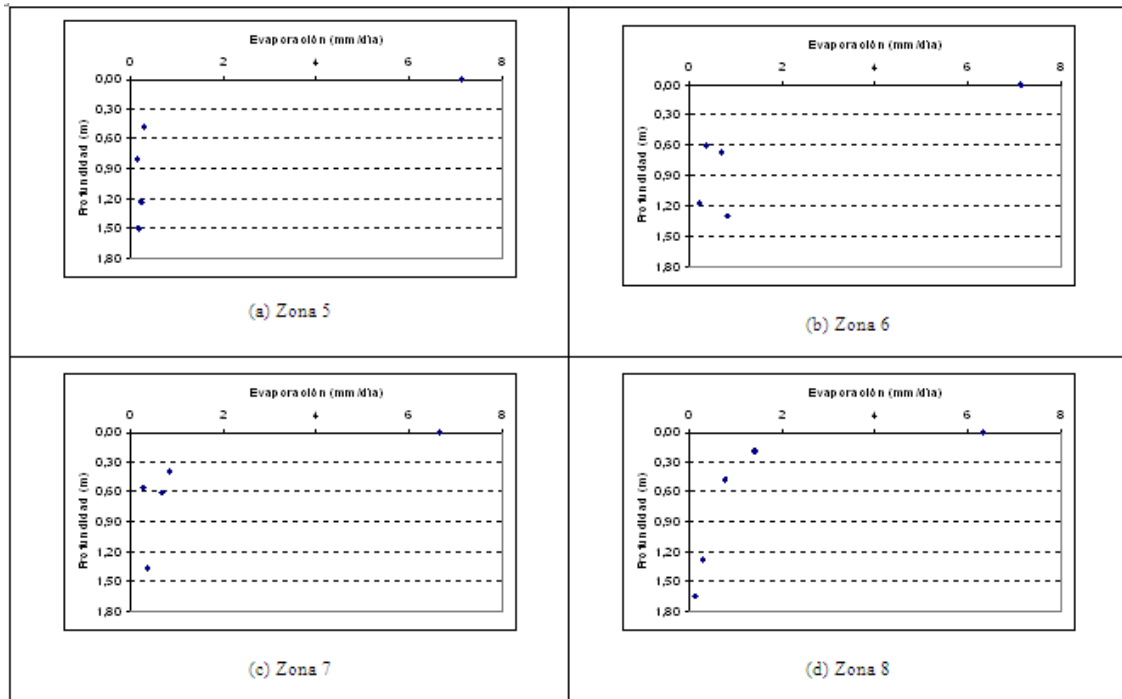 Evaporación (mm/día)
0 2 4 6 8
0,00
0,30
0,60
0,90
1,20
1,50
1,80
Profundidad (m)
(a) Zona 5
Evaporación (mm/día)
0 2 4 6 8
0,00
0,30
0,60
0,90
1,20
1,50
1,80
Profundidad (m)
(b) Zona 6
Evaporación (mm/día)
0 2 4 6 8
0,00
0,30
0,60
0,90
1,20
1,50
1,80
Profundidad (m)
(c) Zona 7
Evaporación (mm/día)
0 2 4 6 8
0,00
0,30
0,60
0,90
1,20
1,50
1,80
Profundidad (m)
(d) Zona 8